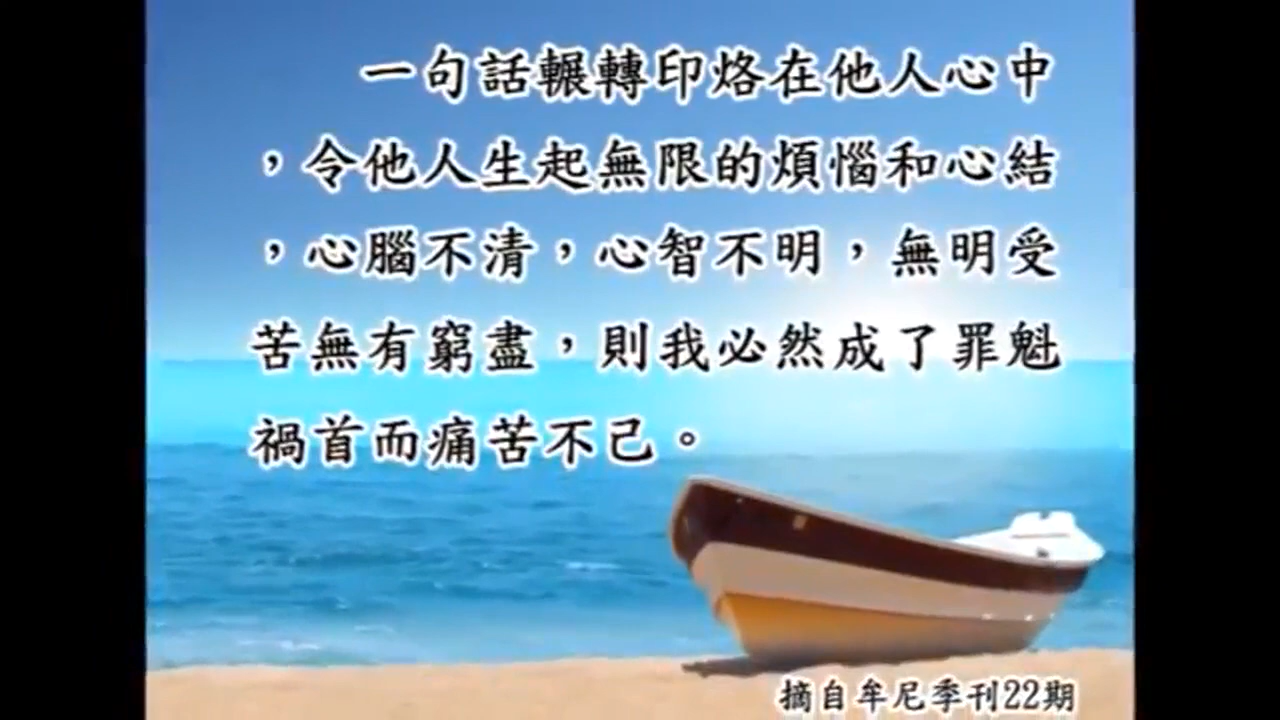 一句話輾轉印烙在他人心中
，令他人生起無限的煩惱和心結
，心腦不清，心智不明，無明受
苦無有窮盡，則我必然成了罪魁
禍首而痛苦不已。
摘自牟尼季刊22期